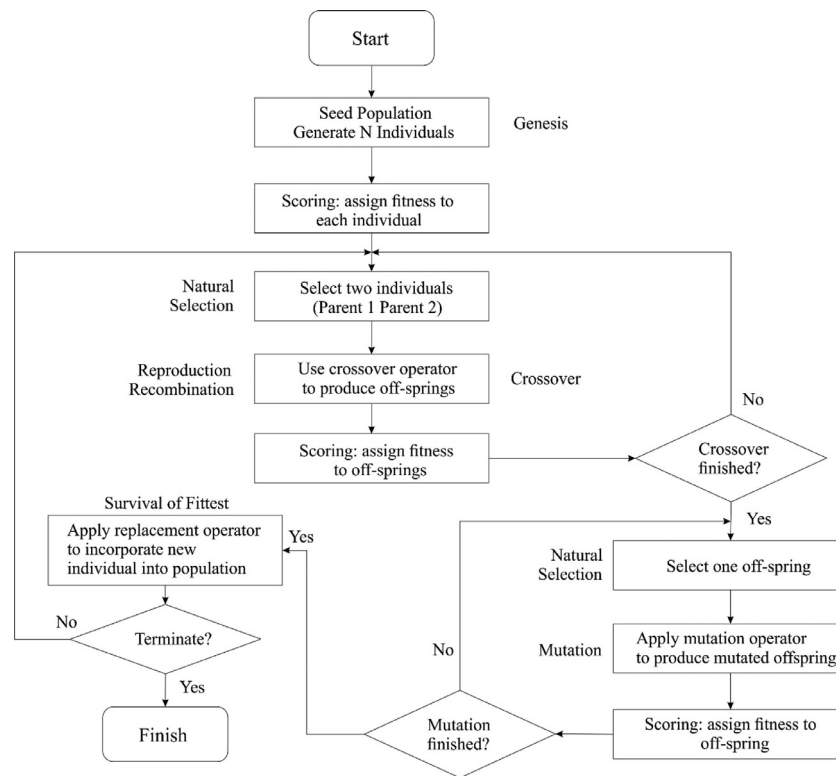 Start
Seed Population
Generate N Individuals
Genesis
Scoring: assign fitness to
each individual
Natural
Selection
Select two individuals
(Parent 1 Parent 2)
Reproduction
Recombination
Use crossover operator
to produce off-springs
Crossover
No
Scoring: assign fitness
to off-springs
Crossover
finished?
Survival of Fittest
Apply replacement operator
to incorporate new
individual into population
Yes
Yes
Natural
Selection
Select one off-spring
No
Terminate?
Mutation
Apply mutation operator
to produce mutated offspring
No
Yes
Finish
Mutation
finished?
Scoring: assign fitness to
off-spring